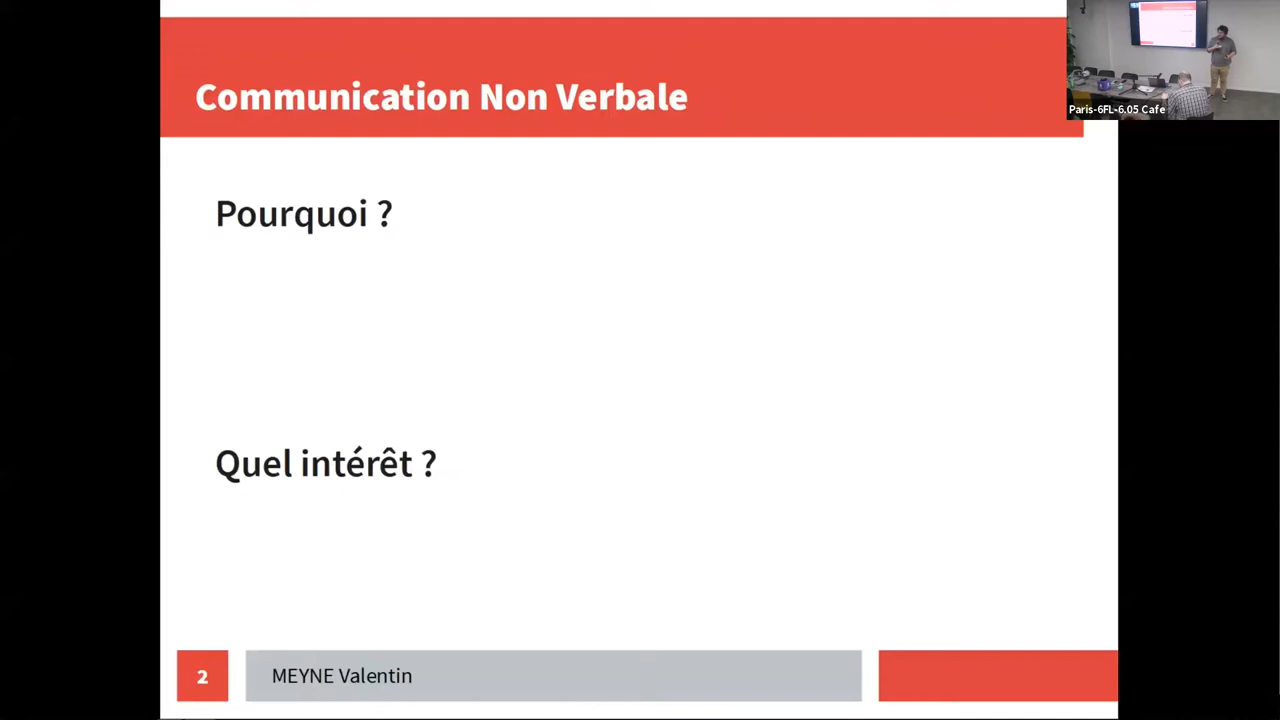 Communication Non Verbale
Paris-6FL-6.05 Cafe
Pourquoi ?
Quel intérêt ?
2
MEYNE Valentin